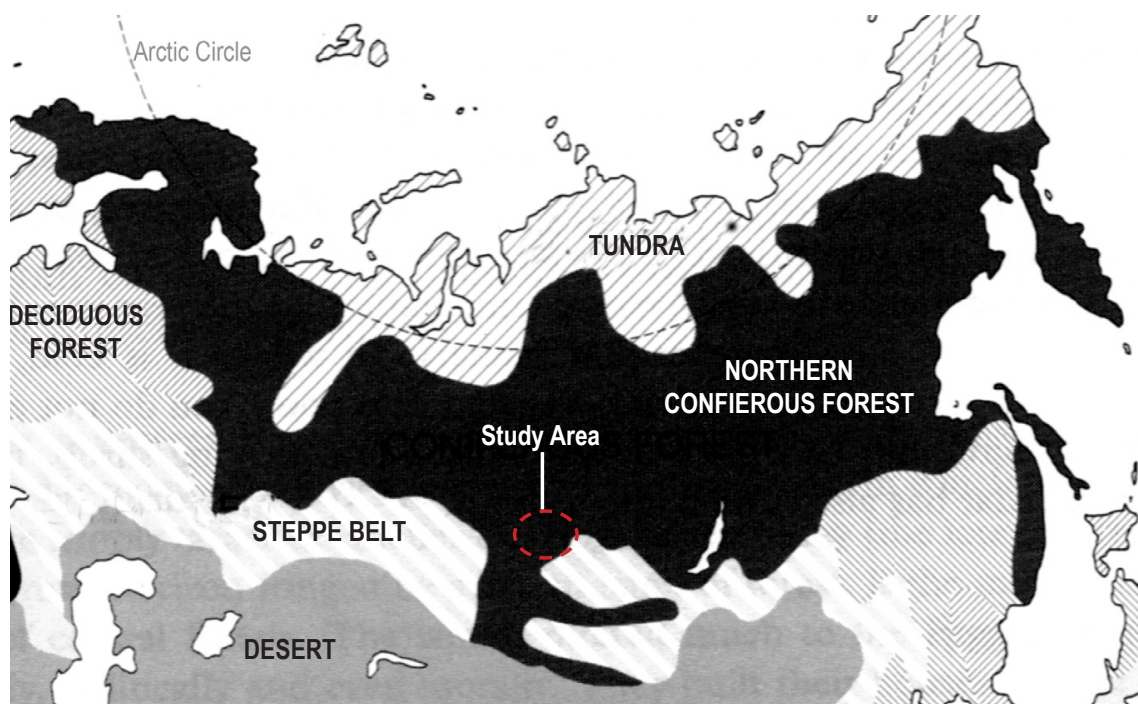 Arctic Circle
TUNDRA
DECIDUOUS
FOREST
NORTHERN
CONFIEROUS FOREST
Study Area
STEPPE BELT
DESERT